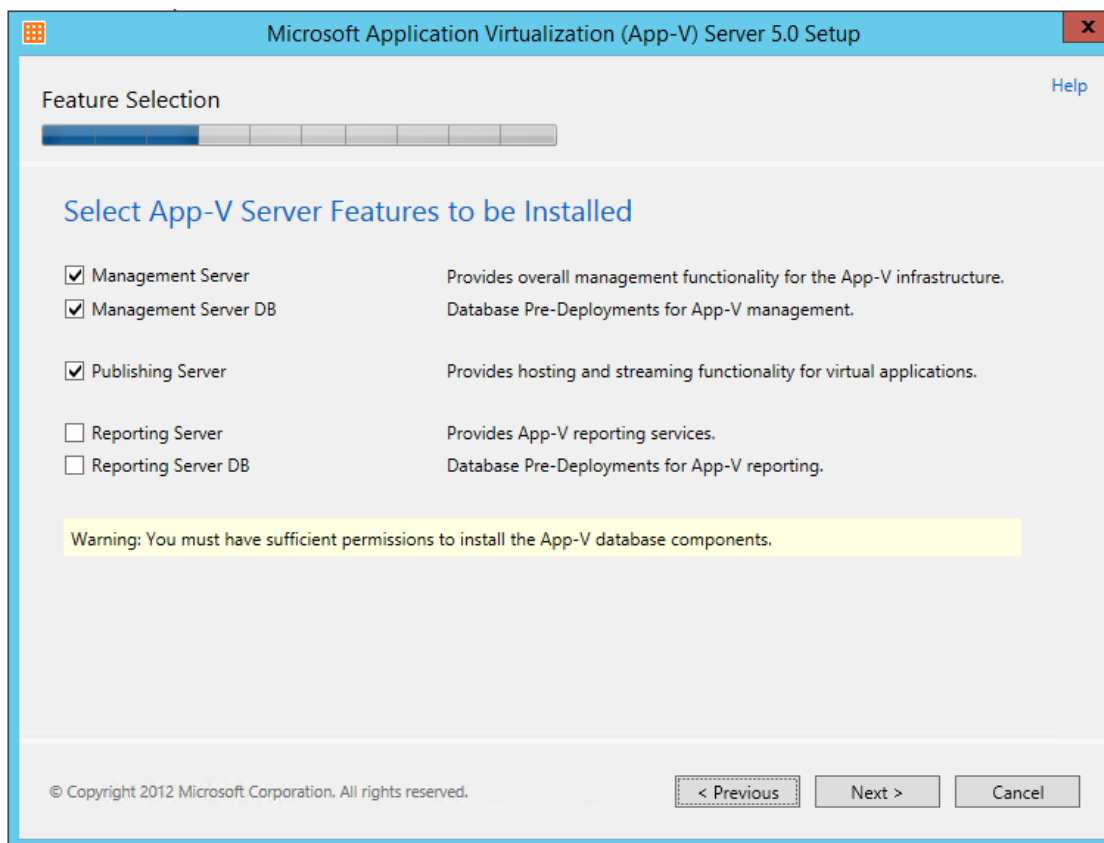 Microsoft Application Virtualization (App-V) Server 5.0 Setup
x
Help
Feature Selection
Select App-V Server Features to be Installed
Management Server Provides overall management functionality for the App-V infrastructure.
Management Server DB Database Pre-Deployments for App-V management.
Publishing Server Provides hosting and streaming functionality for virtual applications.
Reporting Server Provides App-V reporting services.
Reporting Server DB Database Pre-Deployments for App-V reporting.
Warning: You must have sufficient permissions to install the App-V database components.
© Copyright 2012 Microsoft Corporation. All rights reserved. < Previous Next > Cancel